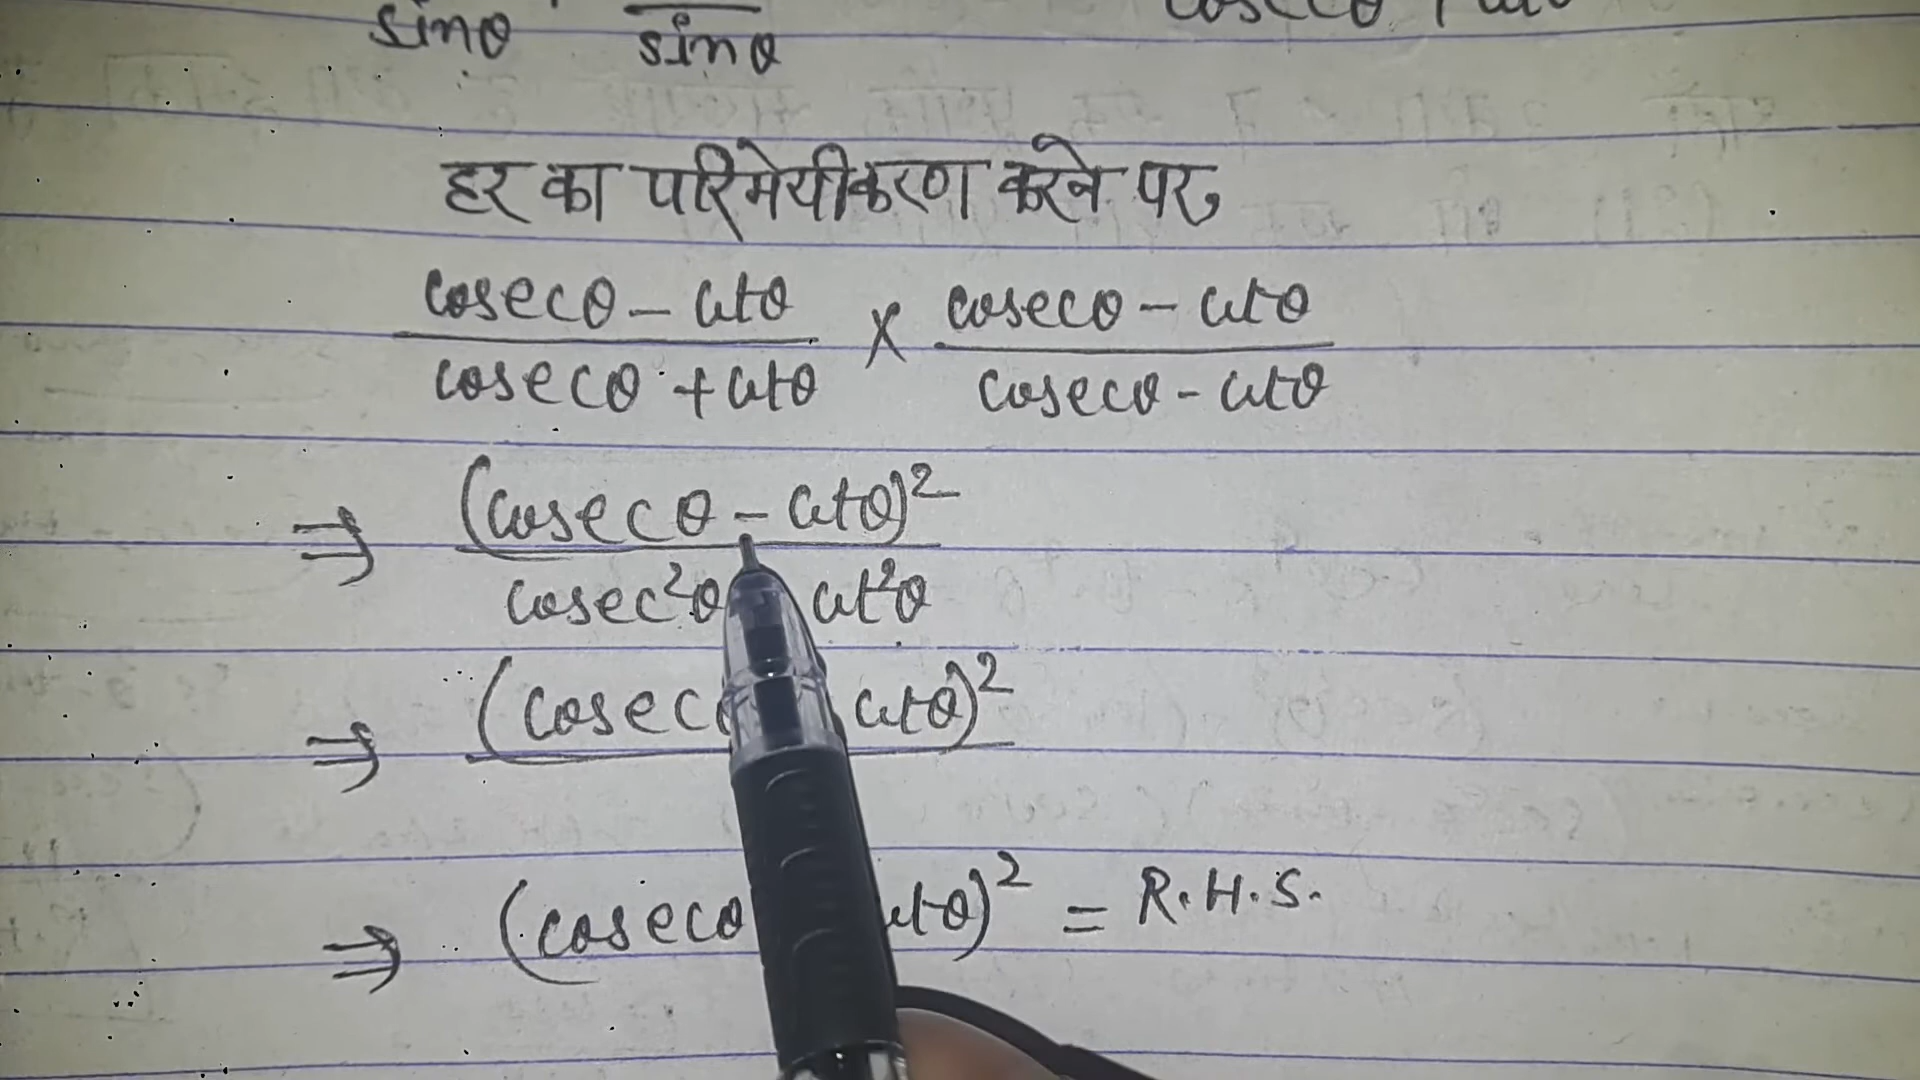 sinθ sinθ
हर का परिमेयीकरण करने पर,
cosecθ - cotθ / cosecθ + cotθ × cosecθ - cotθ / cosecθ - cotθ
⇒ (cosecθ - cotθ)² / cosec²θ cot²θ
⇒ (cosec cotθ)²
⇒ (cosecθ cotθ)² = R.H.S.